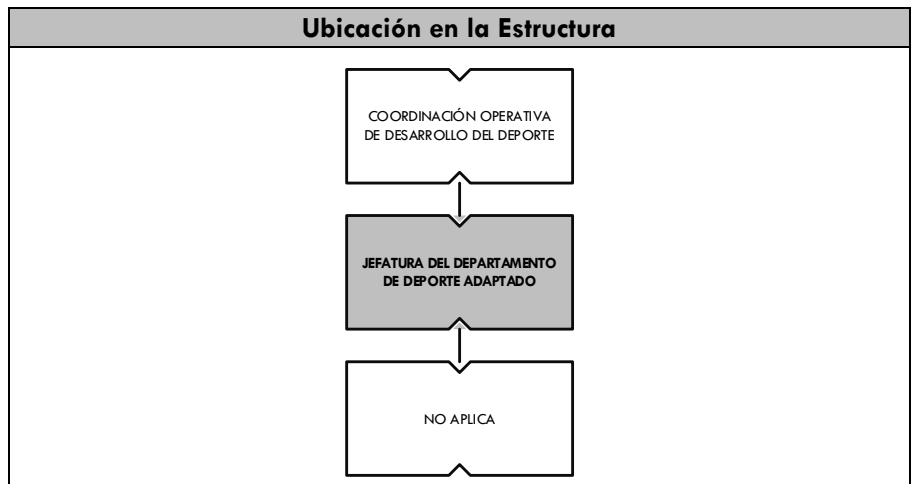 Ubicación en la Estructura
COORDINACIÓN OPERATIVA
DE DESARROLLO DEL DEPORTE
JEFATURA DEL DEPARTAMENTO
DE DEPORTE ADAPTADO
NO APLICA